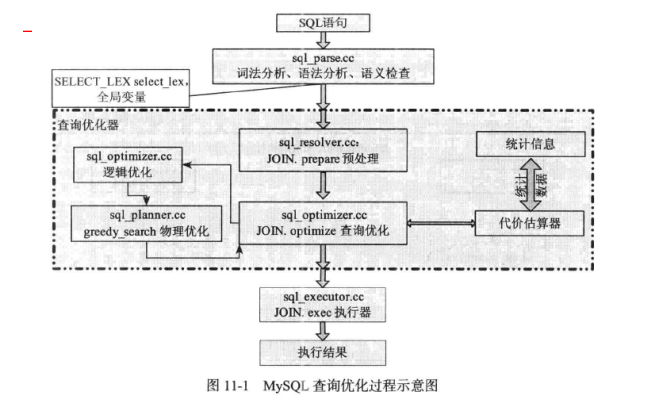 SQL语句
sql_parse.cc
词法分析、语法分析、语义检查
SELECT_LEX select_lex,
全局变量
查询优化器
sql_resolver.cc:
JOIN. prepare 预处理
统计信息
sql_optimizer.cc
逻辑优化
统计
数据
sql_planner.cc
greedy_search 物理优化
sql_optimizer.cc
JOIN. optimize 查询优化
代价估算器
sql_executor.cc
JOIN. exec 执行器
执行结果
图 11-1 MySQL 查询优化过程示意图